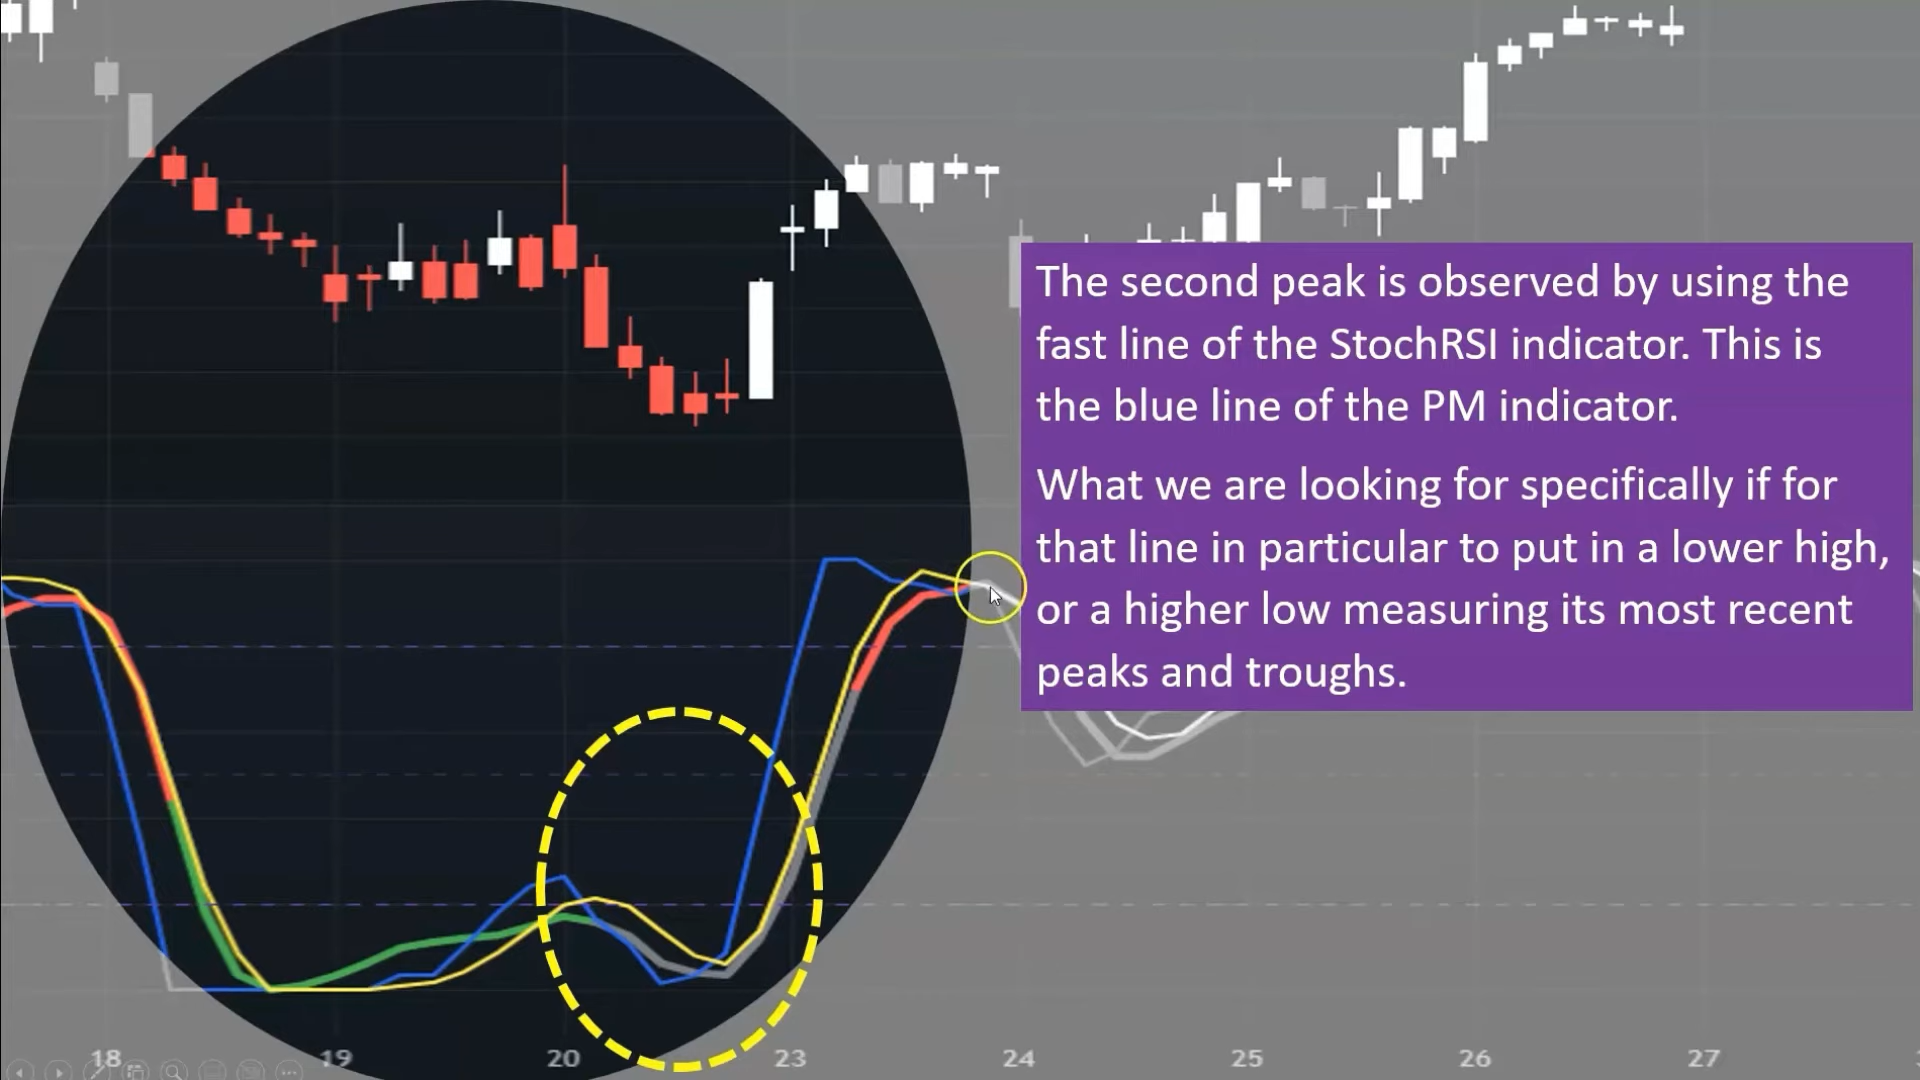 The second peak is observed by using the
fast line of the StochRSI indicator. This is
the blue line of the PM indicator.
What we are looking for specifically if for
that line in particular to put in a lower high,
or a higher low measuring its most recent
peaks and troughs.
18 19 20 23 24 25 26 27